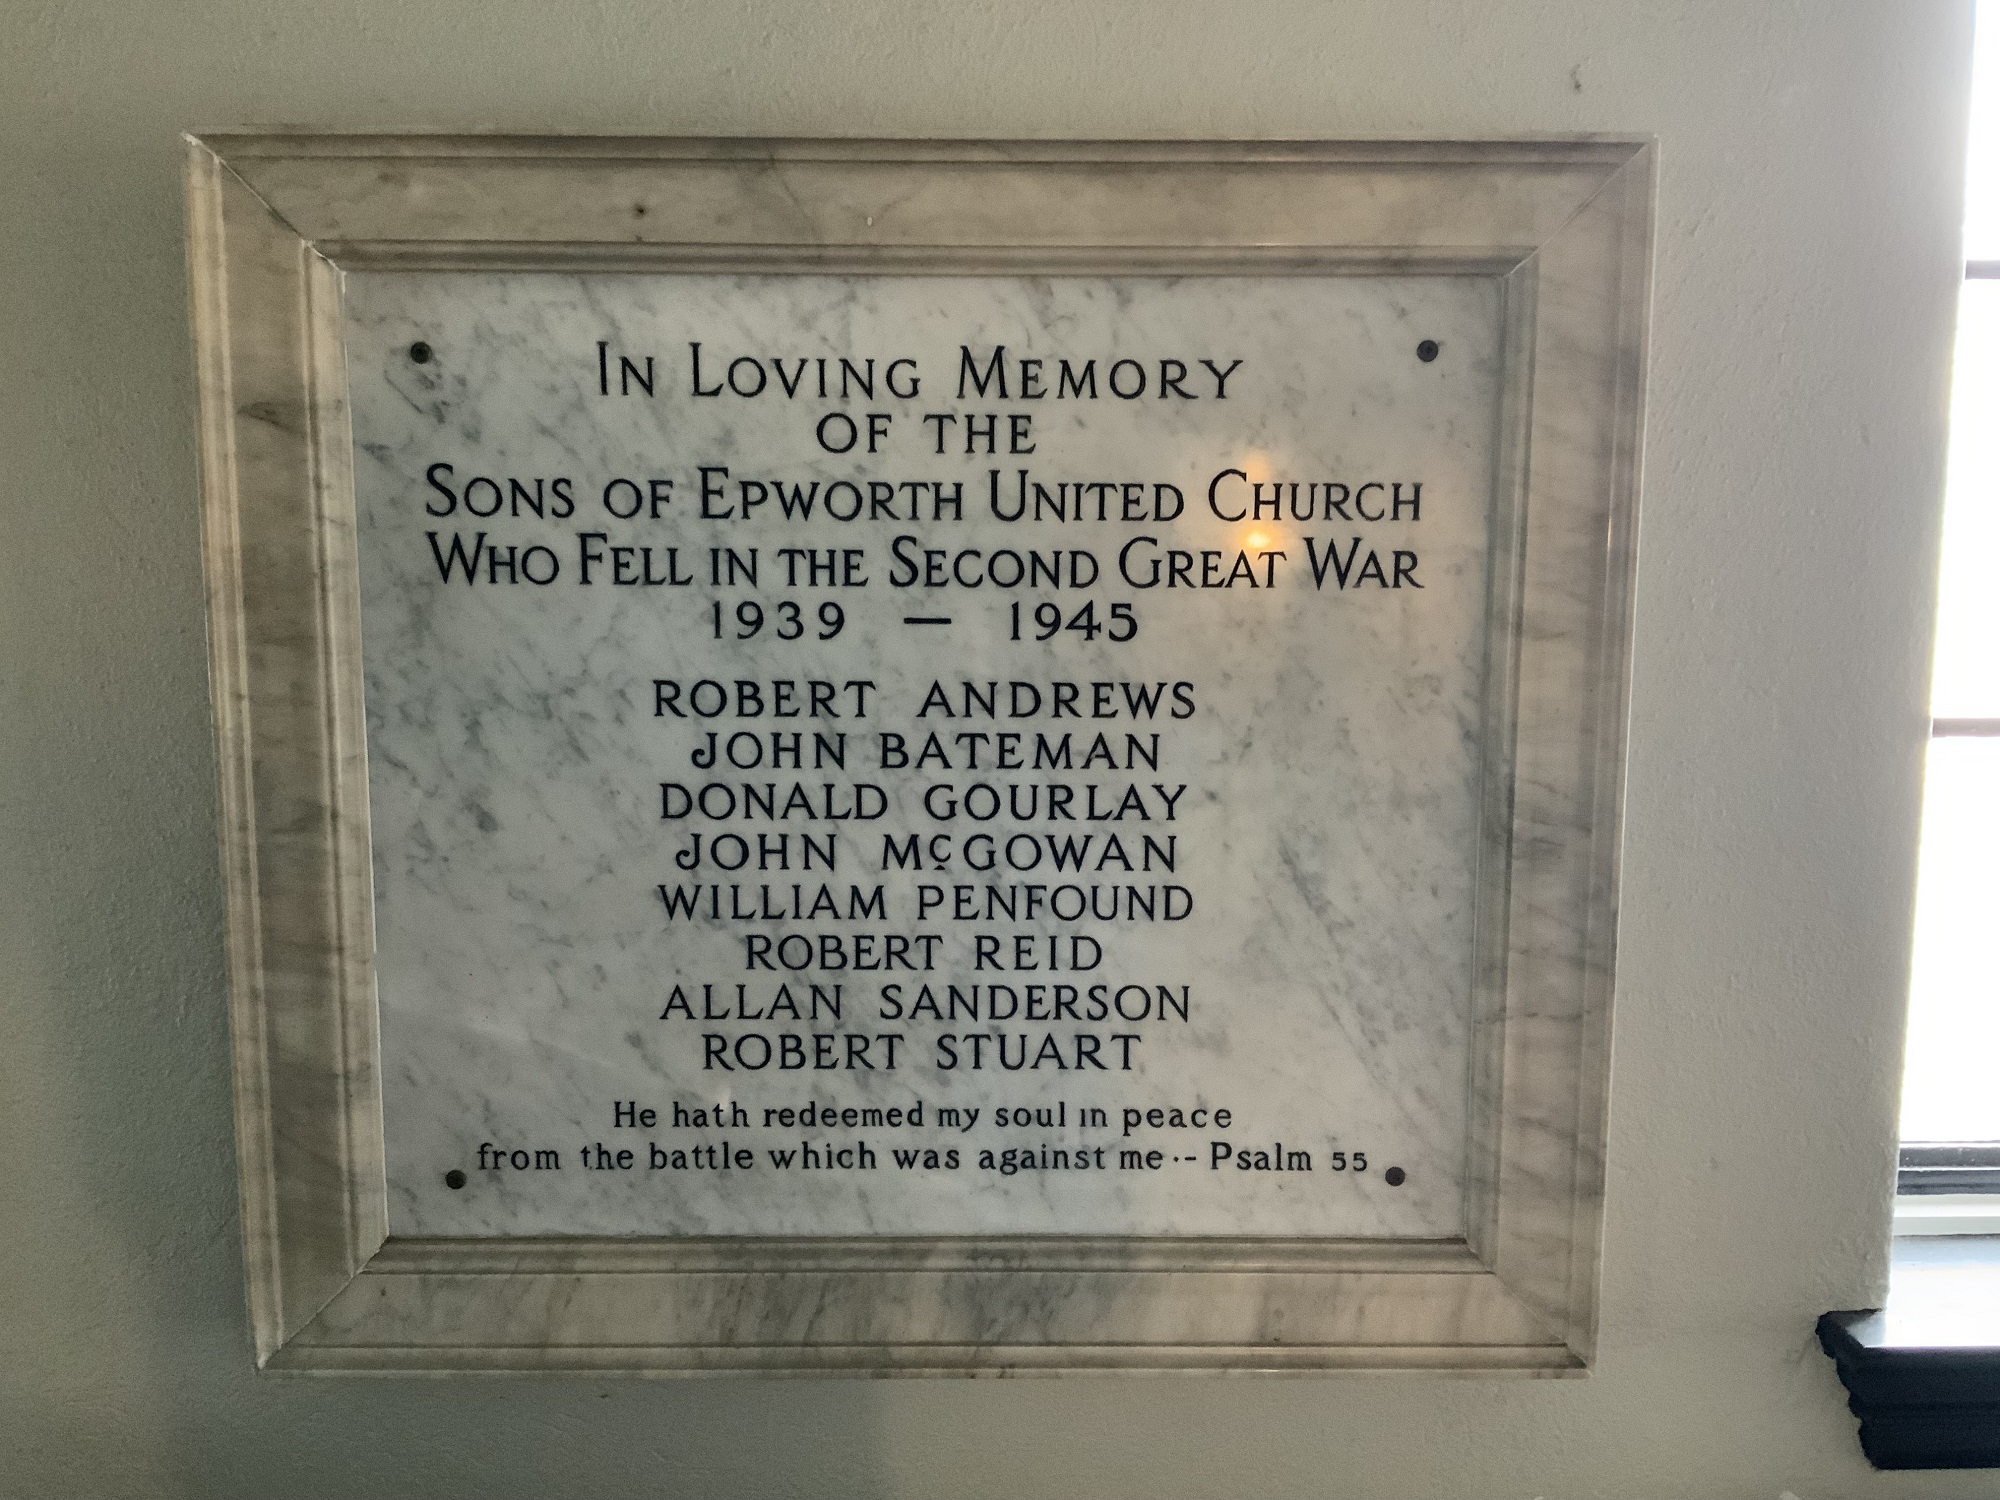 In Loving Memory
OF THE
Sons of Epworth United Church
Who Fell in the Second Great War
1939 — 1945
ROBERT ANDREWS
JOHN BATEMAN
DONALD GOURLAY
JOHN McGOWAN
WILLIAM PENFOUND
ROBERT REID
ALLAN SANDERSON
ROBERT STUART
He hath redeemed my soul in peace
from the battle which was against me·- Psalm 55